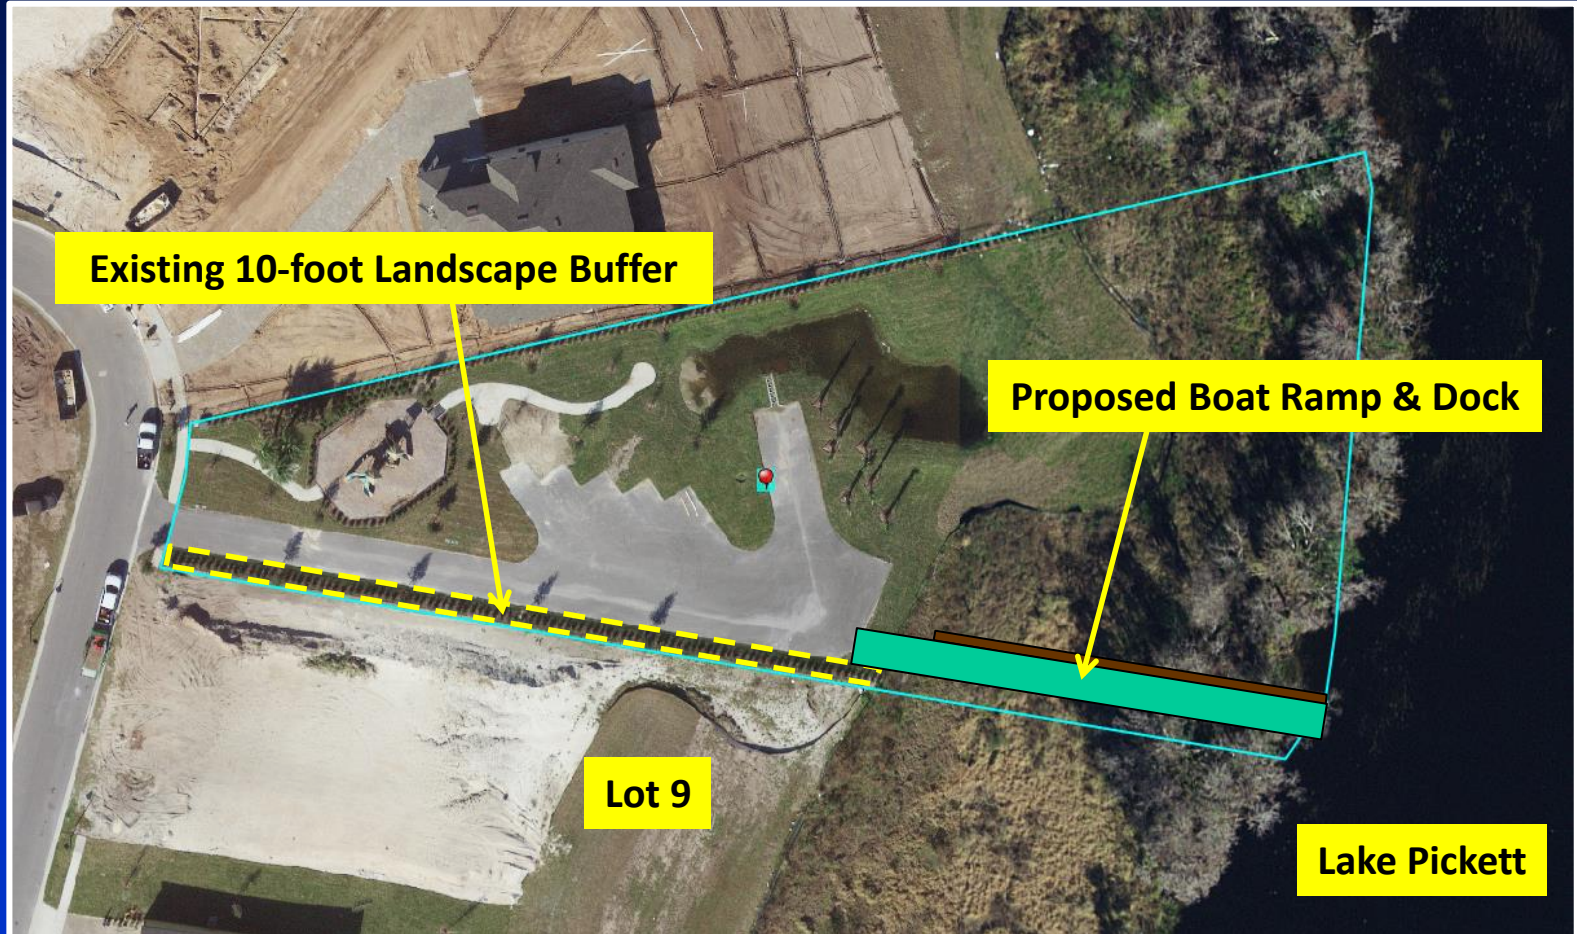 Existing 10-foot Landscape Buffer
Proposed Boat Ramp & Dock
Lot 9
Lake Pickett